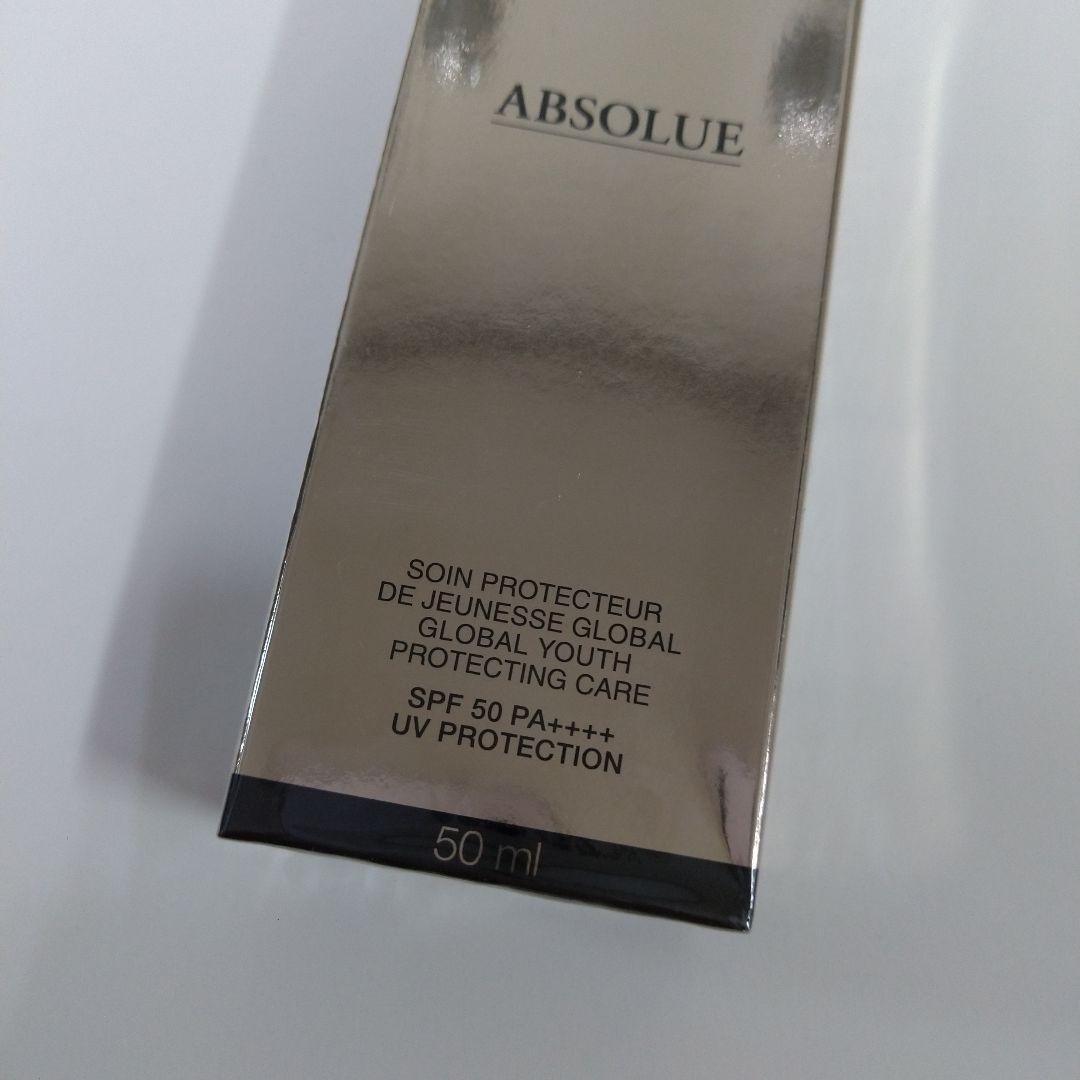 ABSOLUE
SOIN PROTECTEUR
DE JEUNESSE GLOBAL
GLOBAL YOUTH
PROTECTING CARE
SPF 50 PA++++
UV PROTECTION
50 ml